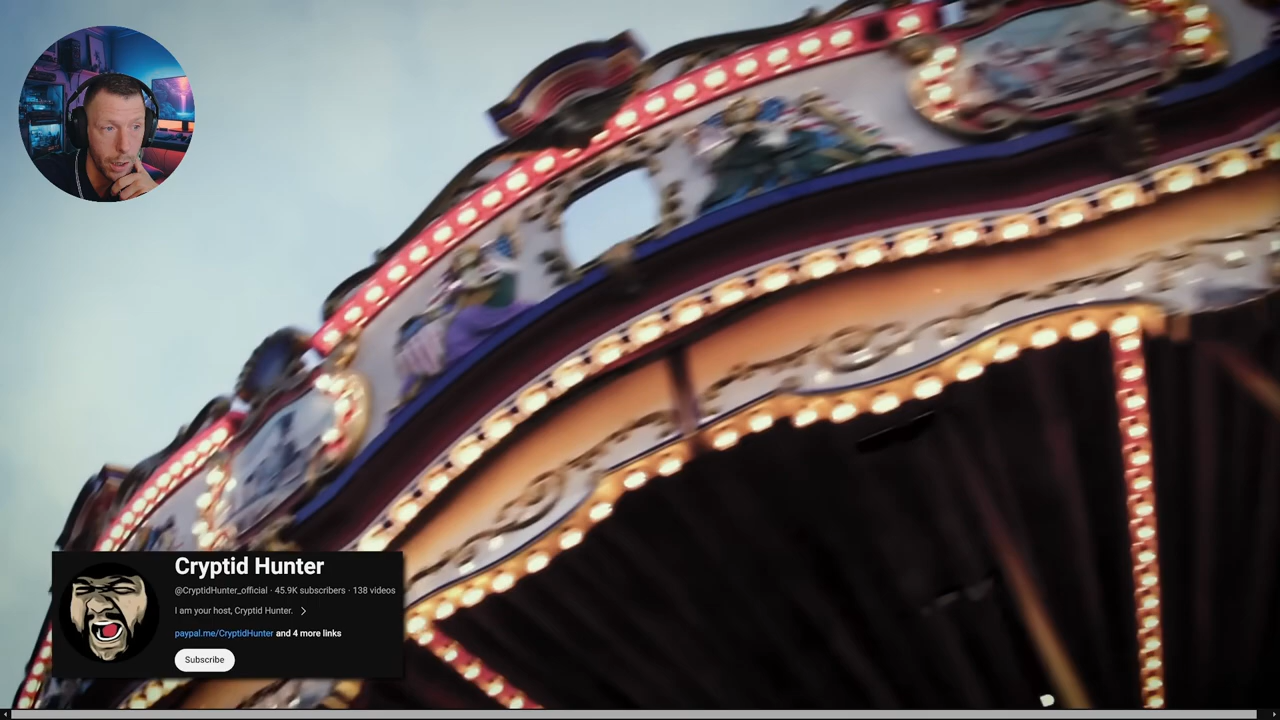 Cryptid Hunter
@CryptidHunter_official · 45.9K subscribers · 138 videos
I am your host, Cryptid Hunter.
paypal.me/CryptidHunter and 4 more links
Subscribe